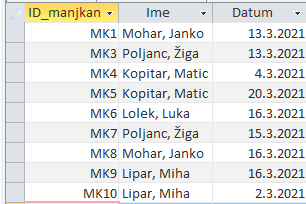 ID_manjkan Ime Datum
MK1 Mohar, Janko 13.3.2021
MK3 Poljanc, Žiga 13.3.2021
MK4 Kopitar, Matic 4.3.2021
MK5 Kopitar, Matic 20.3.2021
MK6 Lolek, Luka 16.3.2021
MK7 Poljanc, Žiga 15.3.2021
MK8 Mohar, Janko 16.3.2021
MK9 Lipar, Miha 16.3.2021
MK10 Lipar, Miha 2.3.2021